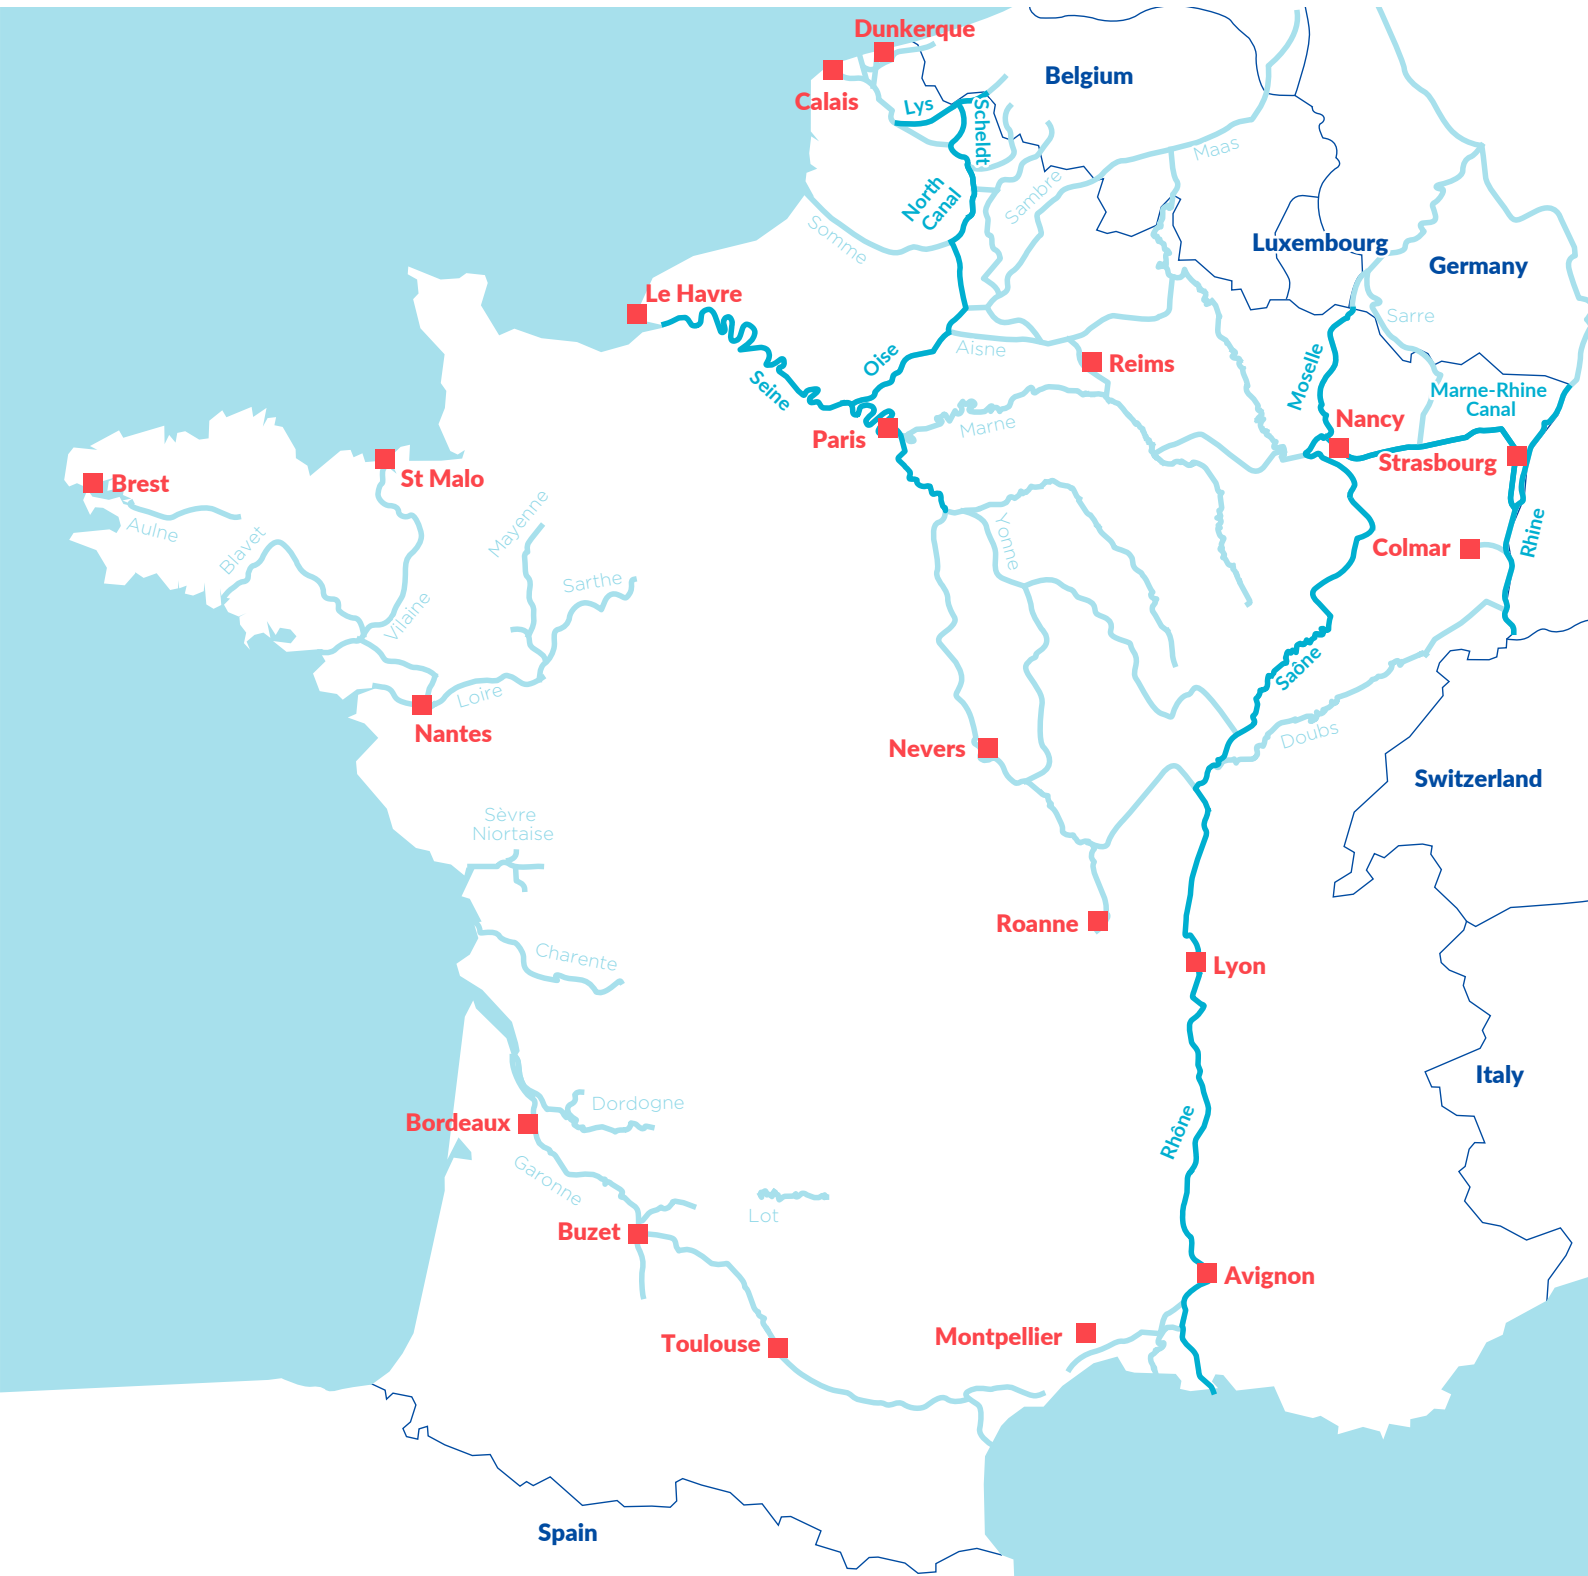 Dunkerque
Belgium
Calais
Lys
Scheldt
Maas
North
Canal
Sambre
Somme
Luxembourg
Germany
Le Havre
Sarre
Oise
Aisne
Reims
Seine
Moselle
Marne-Rhine
Canal
Paris
Marne
Nancy
Strasbourg
St Malo
Brest
Aulne
Blavet
Mayenne
Yonne
Colmar
Rhine
Sarthe
Vilaine
Loire
Saône
Nantes
Doubs
Nevers
Switzerland
Sèvre
Niortaise
Roanne
Charente
Lyon
Italy
Dordogne
Bordeaux
Rhône
Garonne
Lot
Buzet
Avignon
Montpellier
Toulouse
Spain